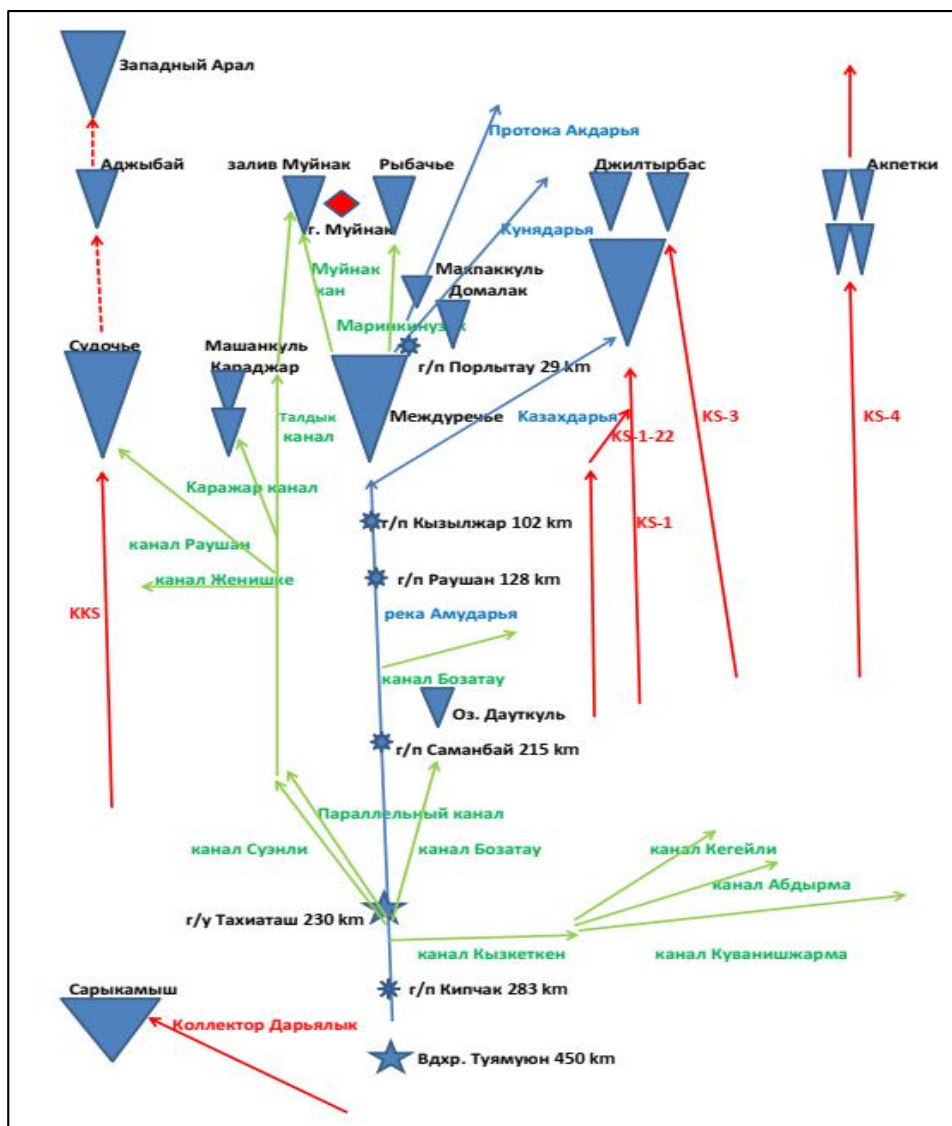 Западный Арал
Протока Акдарья
Аджыбай
залив Муйнак
Рыбачье
Джилтырбас
Акпетки
г. Муйнак
Кунядарья
Муйнак
кан
Макпаккуль
Домалак
Маринкинузяк
Судочье
Машанкуль
Караджар
г/п Порлытау 29 km
Талдык
канал
Междуречье
Казахдарья
KS-1-22
KS-3
KS-4
Каражар канал
г/п Кызылжар 102 km
KS-1
канал Раушан
канал Женишке
г/п Раушан 128 km
KKS
река Амударья
канал Бозатау
Оз. Дауткуль
г/п Саманбай 215 km
Параллельный канал
канал Суэнли
канал Бозатау
канал Кегейли
канал Абдырма
г/у Тахиаташ 230 km
канал Кызкеткен
канал Куванишжарма
Сарыкамыш
г/п Кипчак 283 km
Коллектор Дарьялык
Вдхр. Туямуюн 450 km